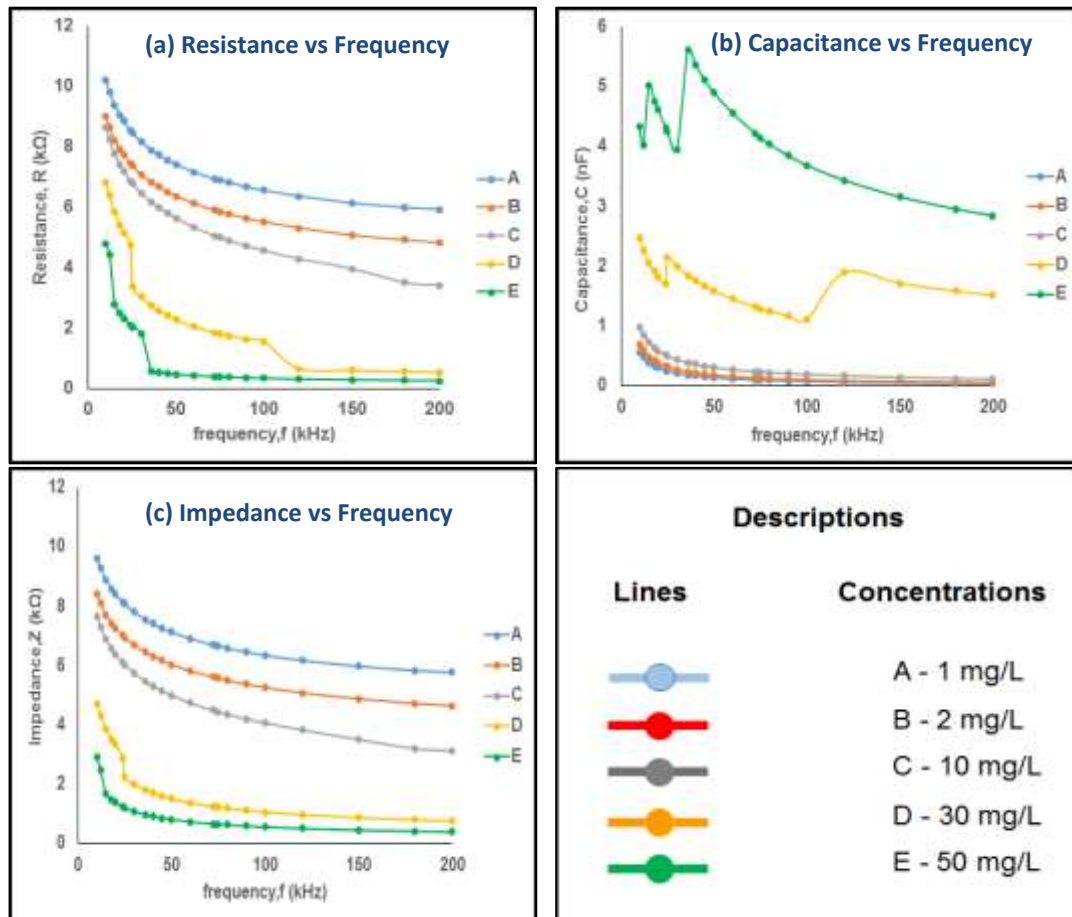 (a) Resistance vs Frequency
12
10
8
6
4
2
0
Resistance, R (kΩ)
0
50
100
150
200
frequency,f (kHz)
A
B
C
D
E
(b) Capacitance vs Frequency
6
5
4
3
2
1
0
Capacitance,C (nF)
0
50
100
150
200
frequency,f (kHz)
A
B
C
D
E
(c) Impedance vs Frequency
12
10
8
6
4
2
0
Impedance,Z (kΩ)
0
50
100
150
200
frequency,f (kHz)
A
B
C
D
E
Descriptions
Lines Concentrations
A - 1 mg/L
B - 2 mg/L
C - 10 mg/L
D - 30 mg/L
E - 50 mg/L